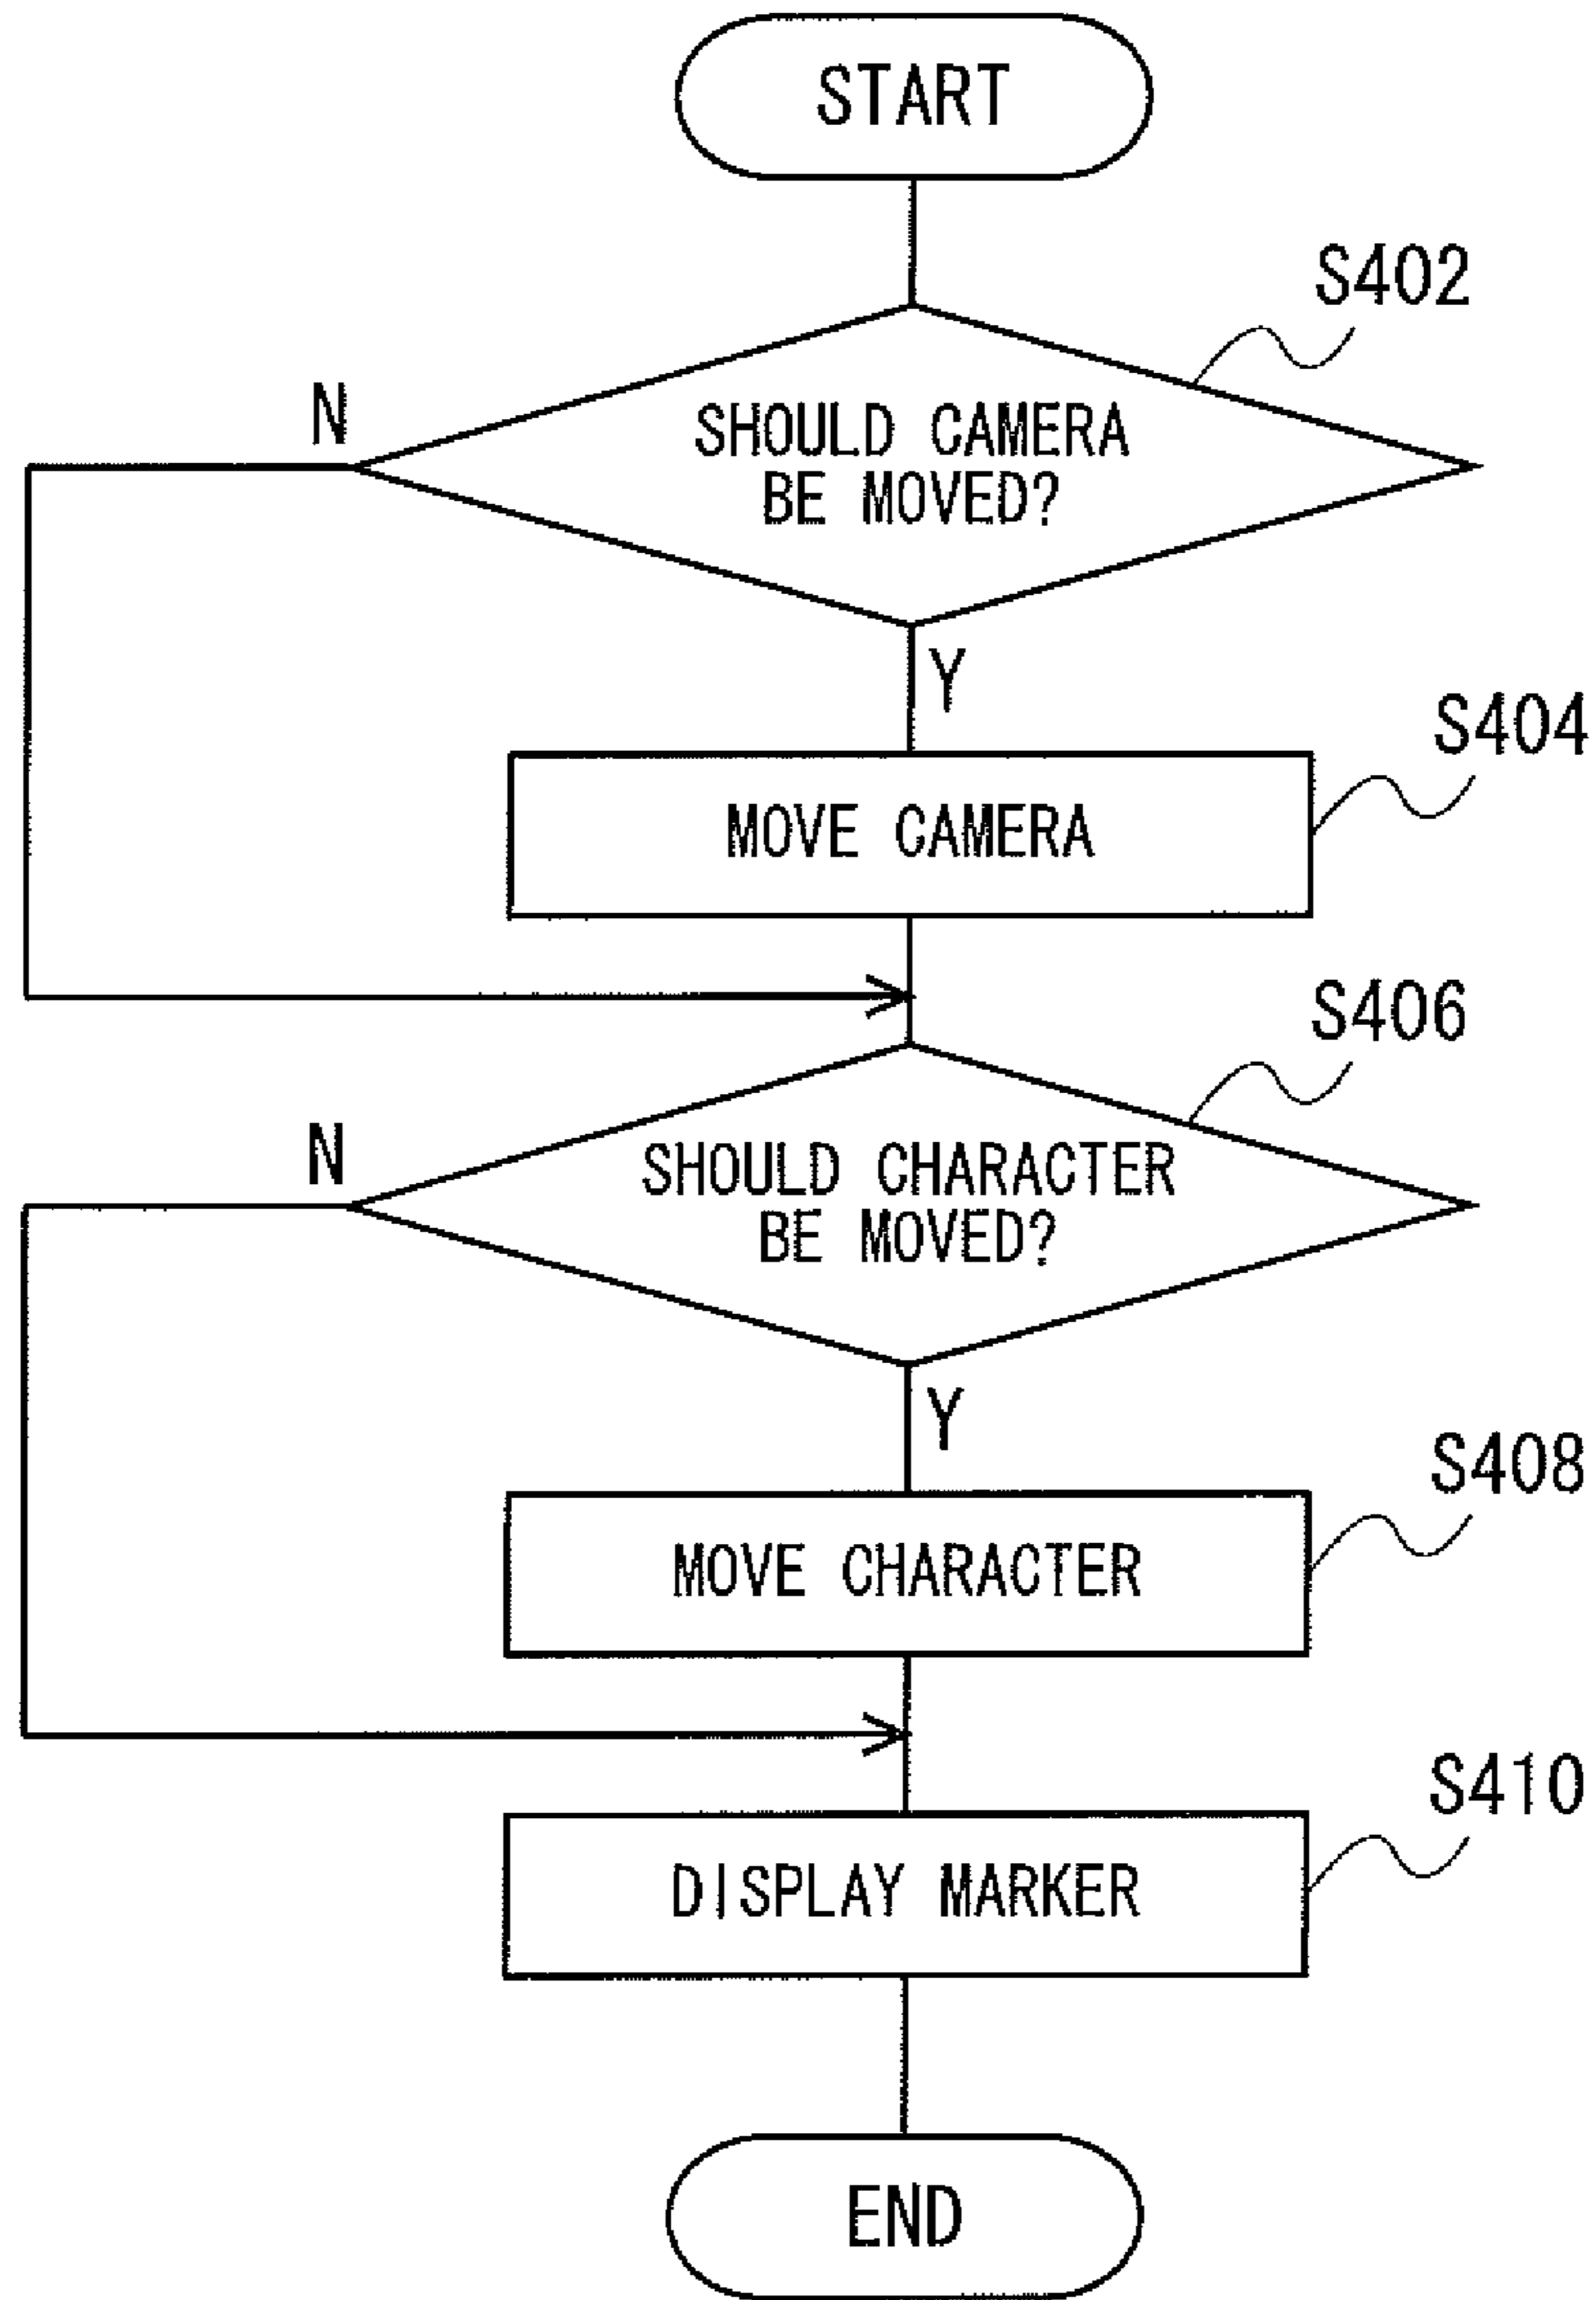 START
S402
N
SHOULD CAMERA
BE MOVED?
Y
S404
MOVE CAMERA
S406
N
SHOULD CHARACTER
BE MOVED?
Y
S408
MOVE CHARACTER
S410
DISPLAY MARKER
END